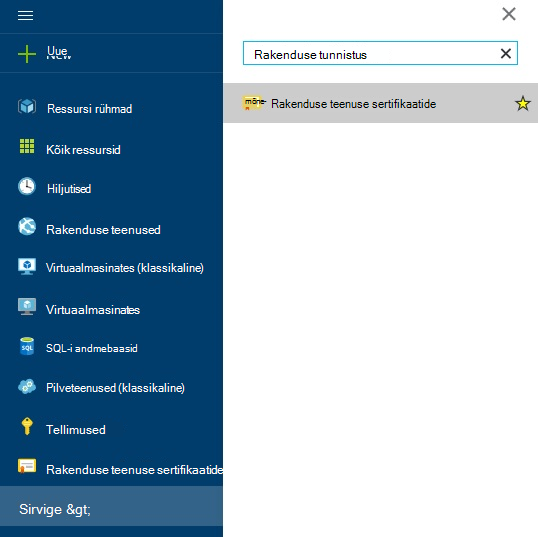 Uue
Ressursi rühmad
Kõik ressursid
Hiljutised
Rakenduse teenused
Virtuaalmasinates (klassikaline)
Virtuaalmasinates
SQL-i andmebaasid
Pilveteenused (klassikaline)
Tellimused
Rakenduse teenuse sertifikaatide
Sirvige &gt;
Rakenduse tunnistus
mõne- Rakenduse teenuse sertifikaatide